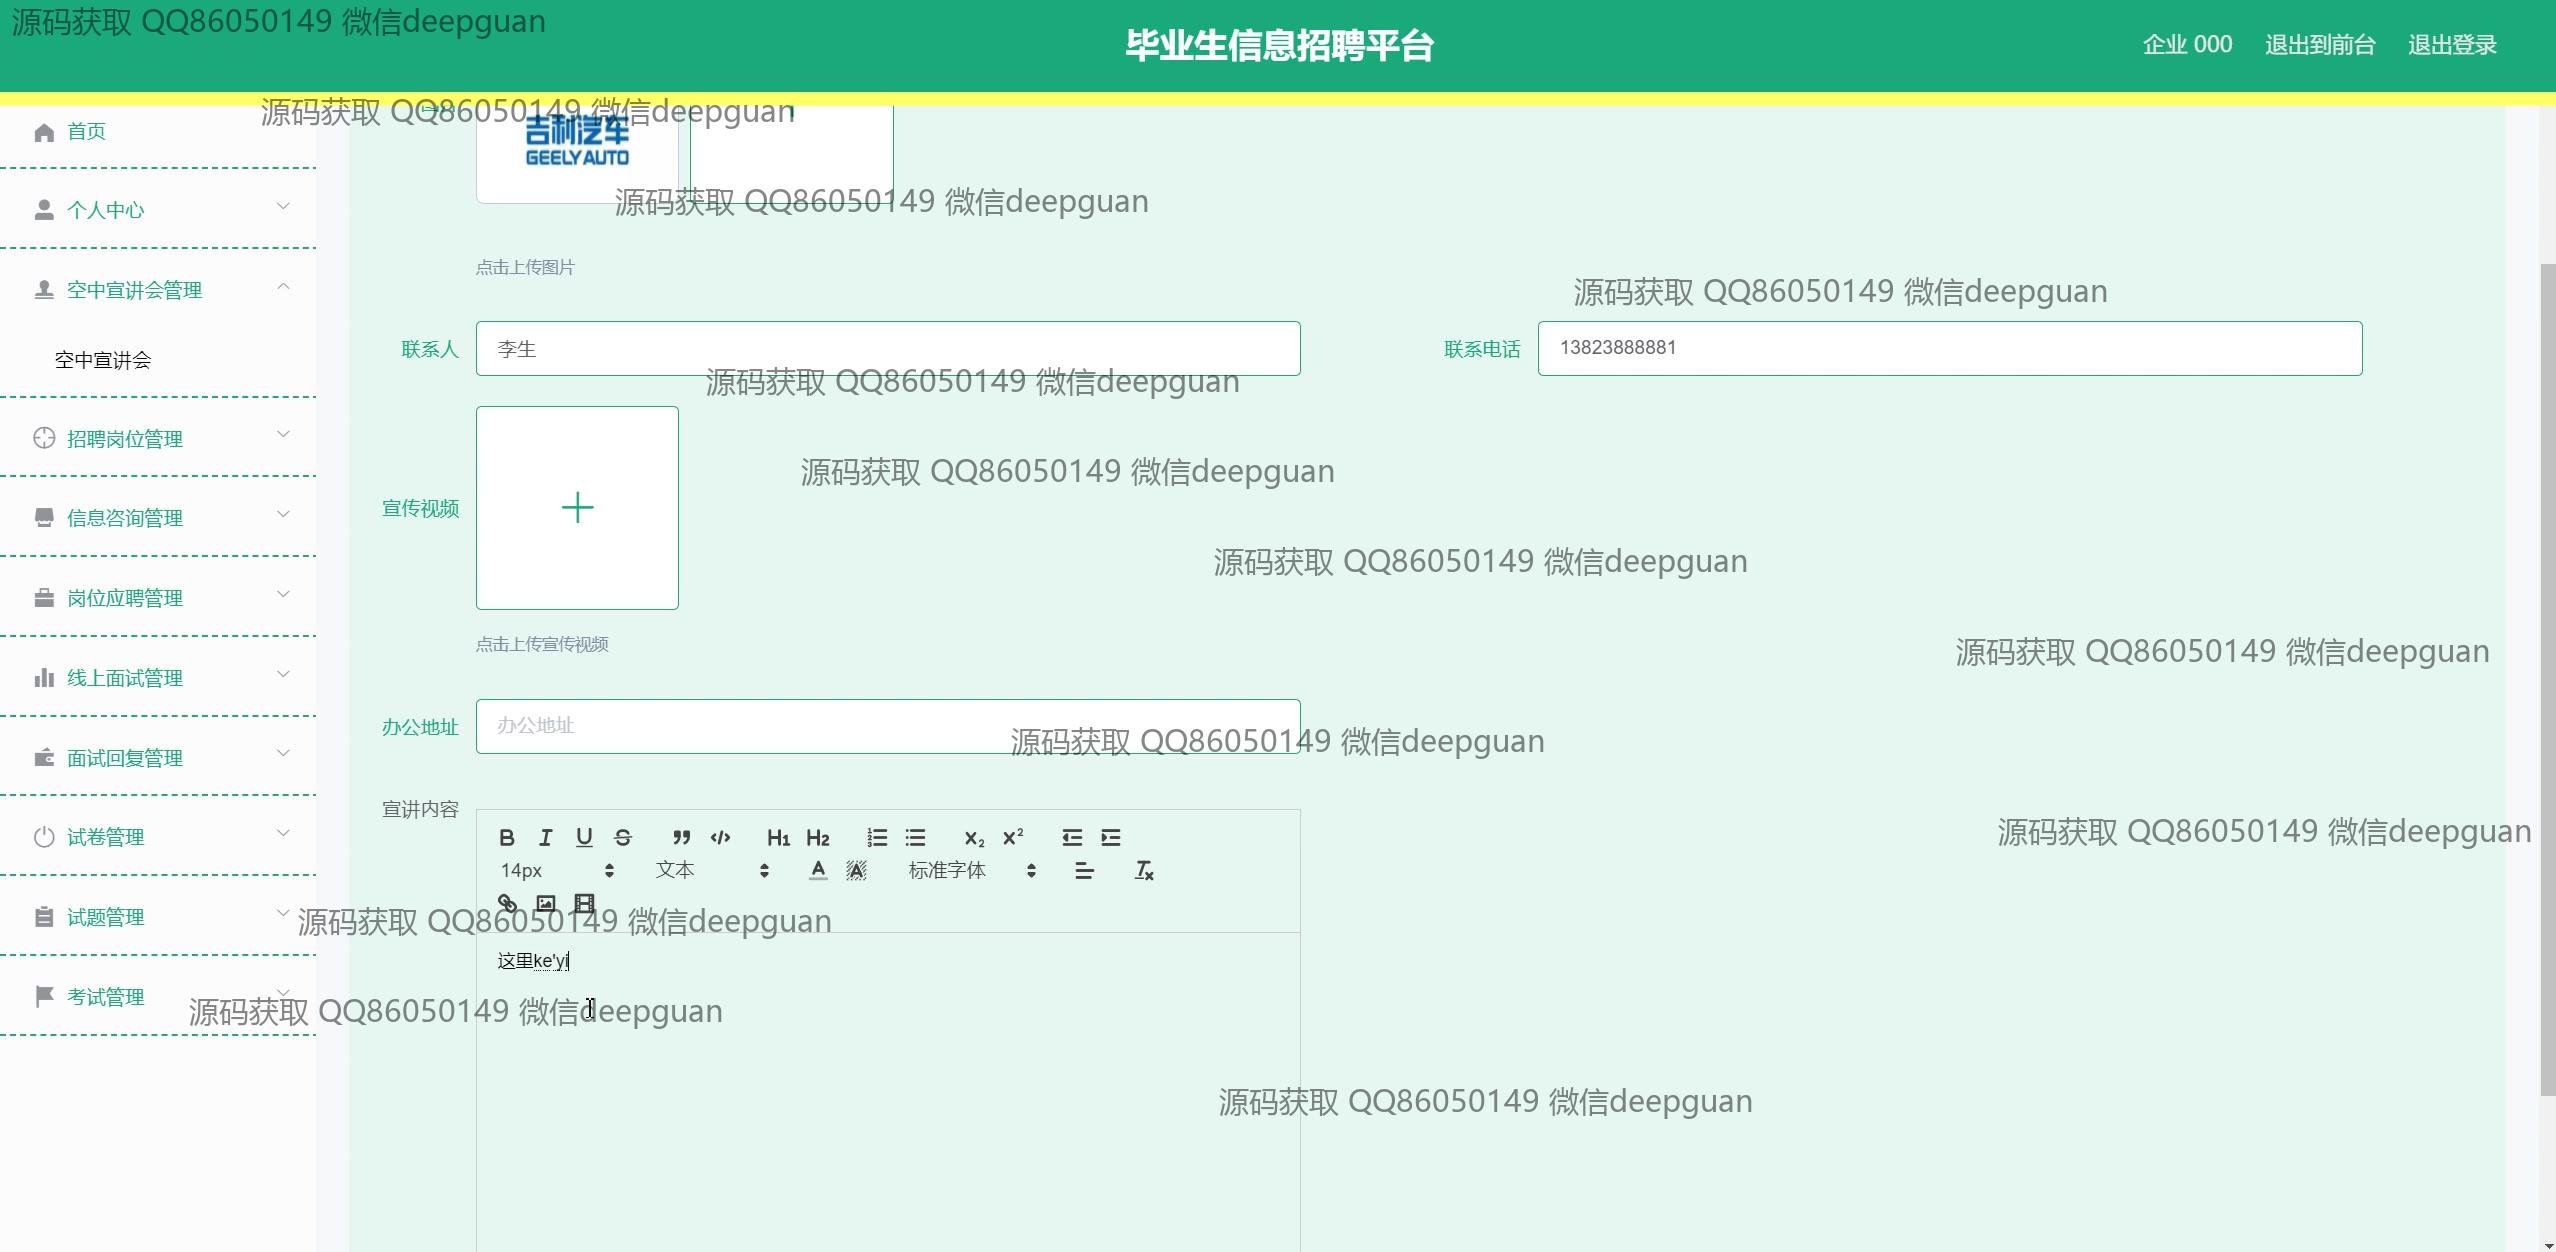 源码获取 QQ86050149 微信deepguan
毕业生信息招聘平台
企业 000
退出到前台
退出登录
源码获取 QQ86050149 微信deepguan
首页
吉利汽车
GEELY AUTO
源码获取 QQ86050149 微信deepguan
个人中心
点击上传图片
空中宣讲会管理
源码获取 QQ86050149 微信deepguan
联系人
李生
联系电话
13823888881
空中宣讲会
源码获取 QQ86050149 微信deepguan
招聘岗位管理
源码获取 QQ86050149 微信deepguan
宣传视频
信息咨询管理
源码获取 QQ86050149 微信deepguan
岗位应聘管理
点击上传宣传视频
源码获取 QQ86050149 微信deepguan
线上面试管理
办公地址
办公地址
源码获取 QQ86050149 微信deepguan
面试回复管理
宣讲内容
试卷管理
B I U S H1 H2 X2 X2
源码获取 QQ86050149 微信deepguan
14px 文本 A A 标准字体 Tx
试题管理
源码获取 QQ86050149 微信deepguan
这里ke'yi
考试管理
源码获取 QQ86050149 微信deepguan
源码获取 QQ86050149 微信deepguan